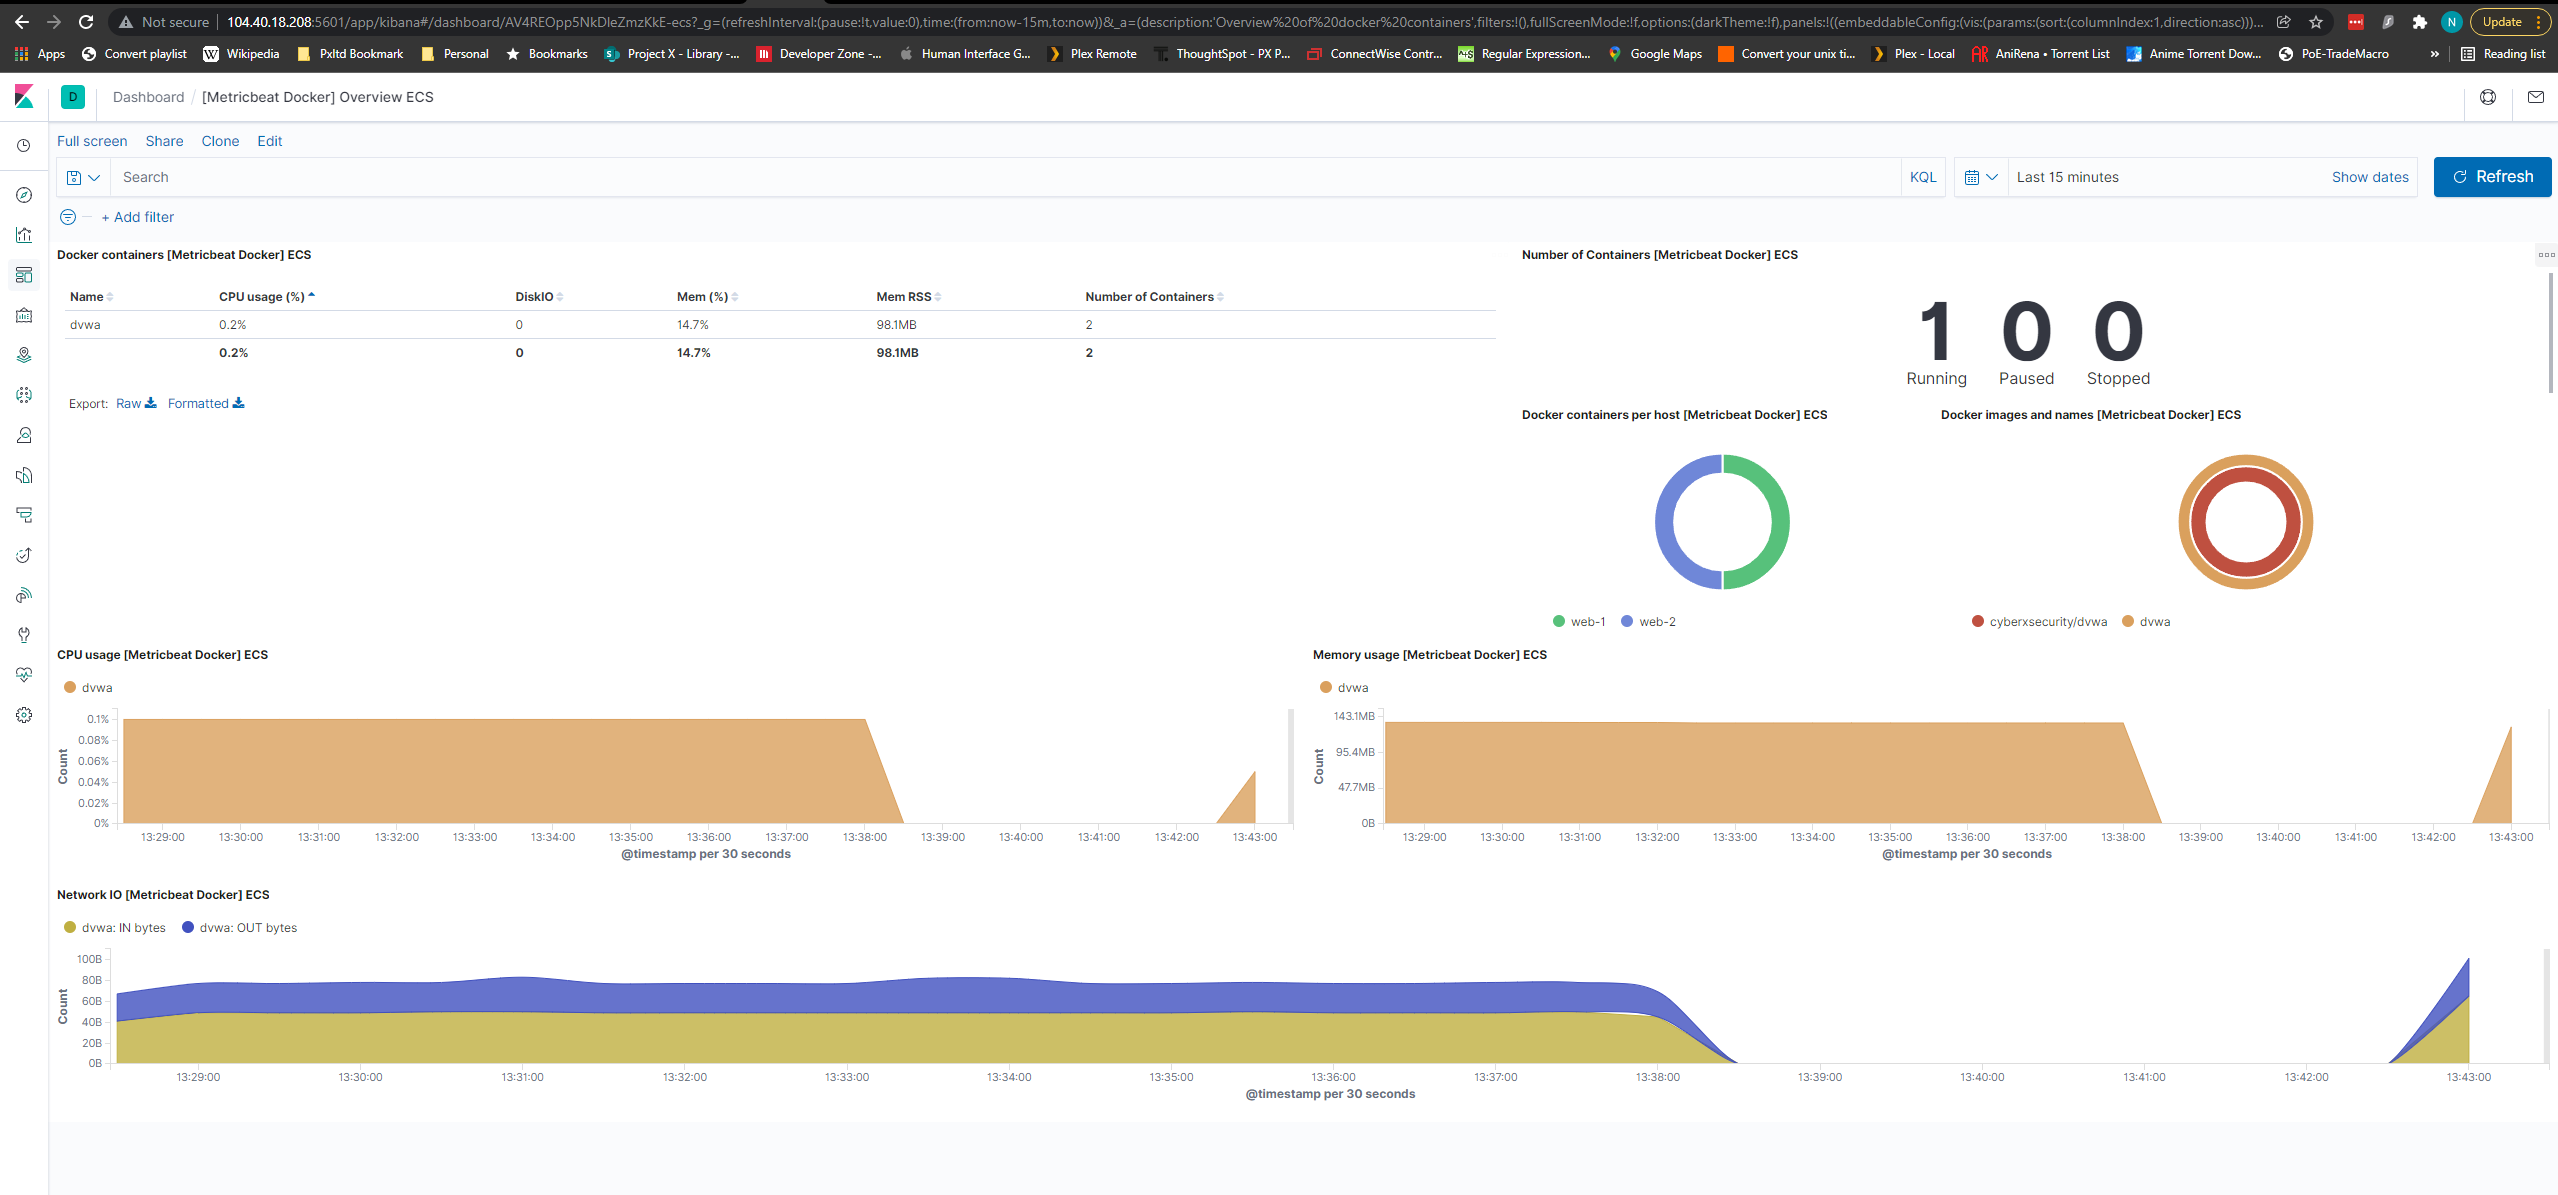 Not secure 104.40.18.208:5601/app/kibana#/dashboard/AV4REOpp5NkDleZmzKkE-ecs?_g=(refreshInterval:(pause:!t,value:0),time:(from:now-15m,to:now))&_a=(description:'Overview%20of%20docker%20containers',filters:!(),fullScreenMode:!f,options:(darkTheme:!f),panels:!((embeddableConfig:(vis:(params:(sort:(columnIndex:1,direction:asc)))... N Update
Apps Convert playlist Wikipedia Pxltd Bookmark Personal Bookmarks Project X - Library -... Developer Zone -... Human Interface G... Plex Remote ThoughtSpot - PX P... ConnectWise Contr... Regular Expression... Google Maps Convert your unix ti... Plex - Local AniRena • Torrent List Anime Torrent Dow... PoE-TradeMacro » Reading list
D Dashboard / [Metricbeat Docker] Overview ECS
Full screen Share Clone Edit
Search KQL Last 15 minutes Show dates Refresh
+ Add filter
Docker containers [Metricbeat Docker] ECS
Name CPU usage (%) DiskIO Mem (%) Mem RSS Number of Containers
dvwa 0.2% 0 14.7% 98.1MB 2
0.2% 0 14.7% 98.1MB 2
Export: Raw Formatted
Number of Containers [Metricbeat Docker] ECS
1 0 0
Running Paused Stopped
Docker containers per host [Metricbeat Docker] ECS
web-1 web-2
Docker images and names [Metricbeat Docker] ECS
cyberxsecurity/dvwa dvwa
CPU usage [Metricbeat Docker] ECS
dvwa
0.1%
0.08%
0.06%
0.04%
0.02%
0%
Count
13:29:00 13:30:00 13:31:00 13:32:00 13:33:00 13:34:00 13:35:00 13:36:00 13:37:00 13:38:00 13:39:00 13:40:00 13:41:00 13:42:00 13:43:00
@timestamp per 30 seconds
Memory usage [Metricbeat Docker] ECS
dvwa
143.1MB
95.4MB
47.7MB
0B
Count
13:29:00 13:30:00 13:31:00 13:32:00 13:33:00 13:34:00 13:35:00 13:36:00 13:37:00 13:38:00 13:39:00 13:40:00 13:41:00 13:42:00 13:43:00
@timestamp per 30 seconds
Network IO [Metricbeat Docker] ECS
dvwa: IN bytes dvwa: OUT bytes
100B
80B
60B
40B
20B
0B
Count
13:29:00 13:30:00 13:31:00 13:32:00 13:33:00 13:34:00 13:35:00 13:36:00 13:37:00 13:38:00 13:39:00 13:40:00 13:41:00 13:42:00 13:43:00
@timestamp per 30 seconds